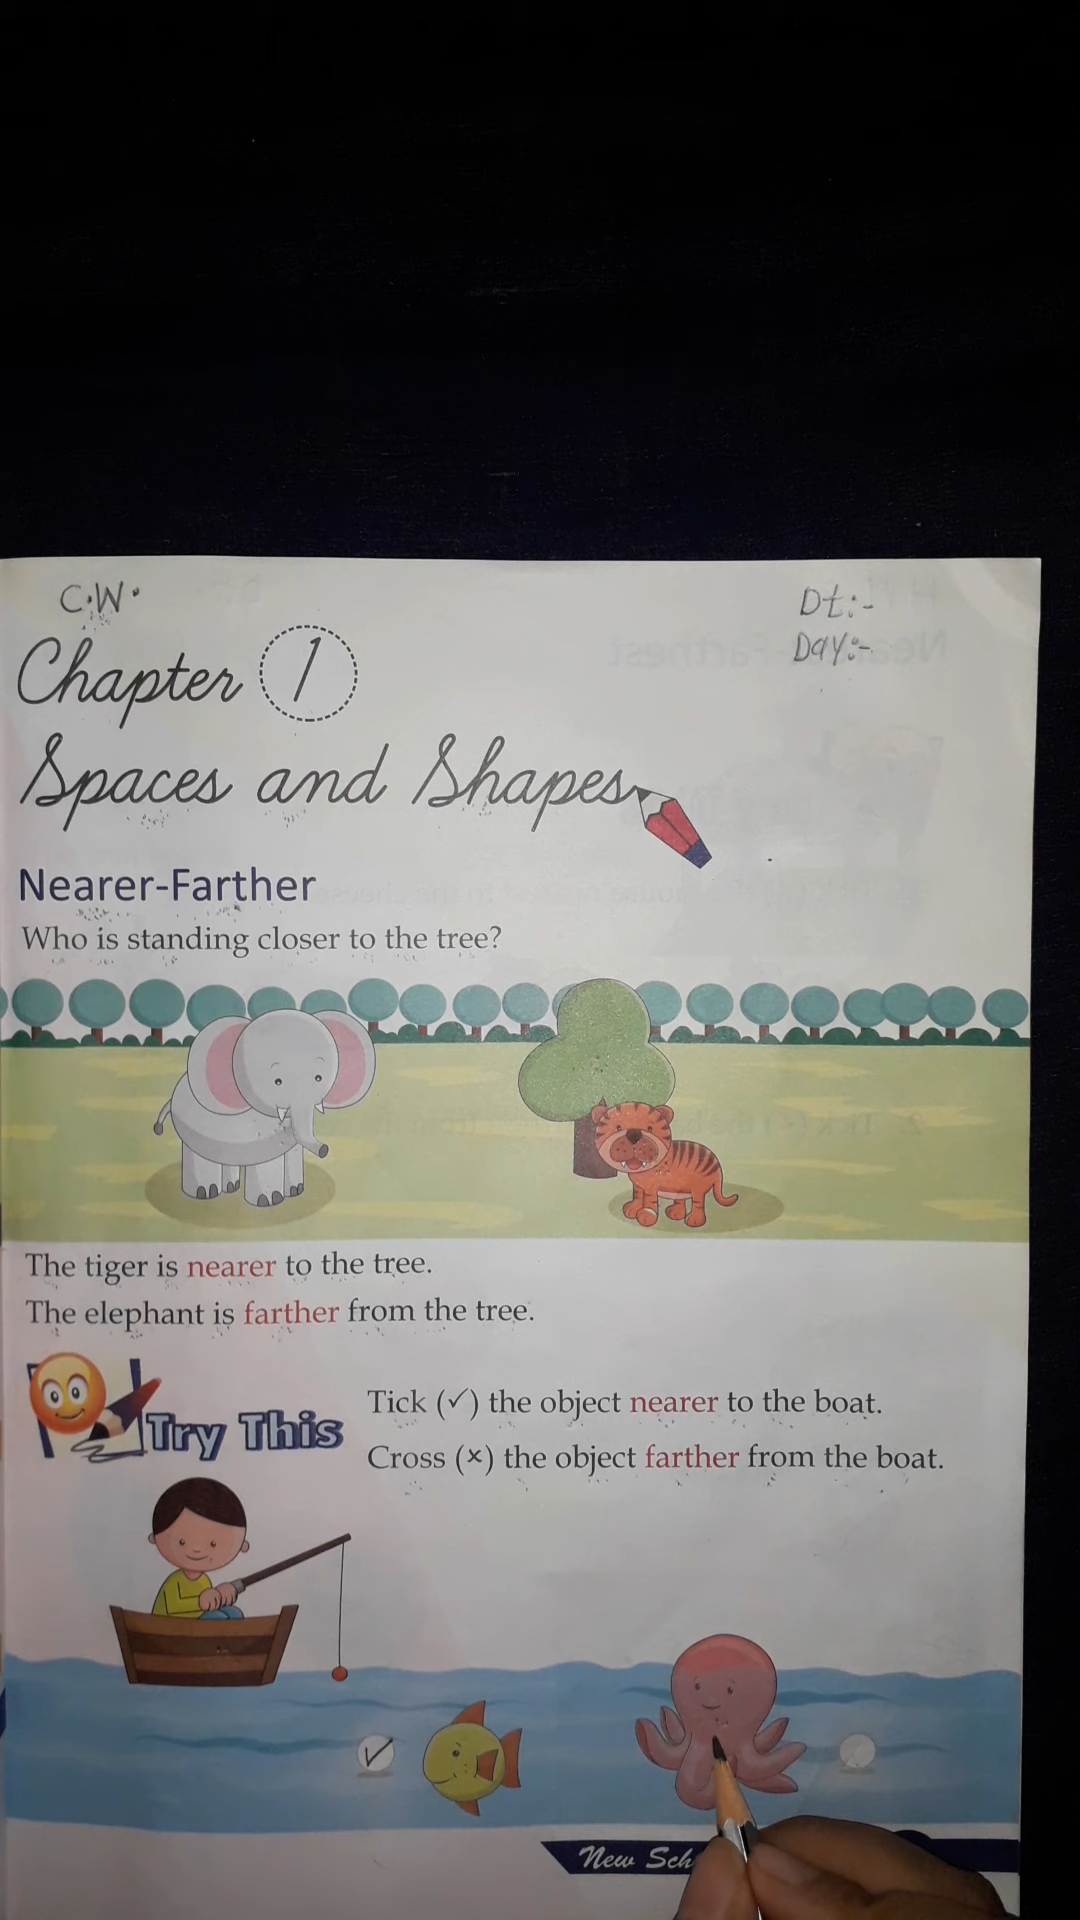 C.W.
Dt:-
Day:-
Chapter 1
Spaces and Shapes
Nearer-Farther
Who is standing closer to the tree?
The tiger is nearer to the tree.
The elephant is farther from the tree.
Try This
Tick (✓) the object nearer to the boat.
Cross (×) the object farther from the boat.
New Sch